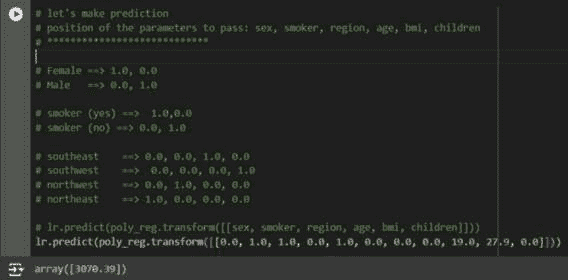 # let's make prediction
# position of the parameters to pass: sex, smoker, region, age, bmi, children
# ****************************
# Female ==> 1.0, 0.0
# Male ==> 0.0, 1.0
# smoker (yes) ==> 1.0,0.0
# smoker (no) ==> 0.0, 1.0
# southeast ==> 0.0, 0.0, 1.0, 0.0
# southwest ==> 0.0, 0.0, 0.0, 1.0
# northwest ==> 0.0, 1.0, 0.0, 0.0
# northeast ==> 1.0, 0.0, 0.0, 0.0
# lr.predict(poly_reg.transform([[sex, smoker, region, age, bmi, children]]))
lr.predict(poly_reg.transform([[0.0, 1.0, 1.0, 0.0, 1.0, 0.0, 0.0, 0.0, 19.0, 27.9, 0.0]]))
array([3070.39])